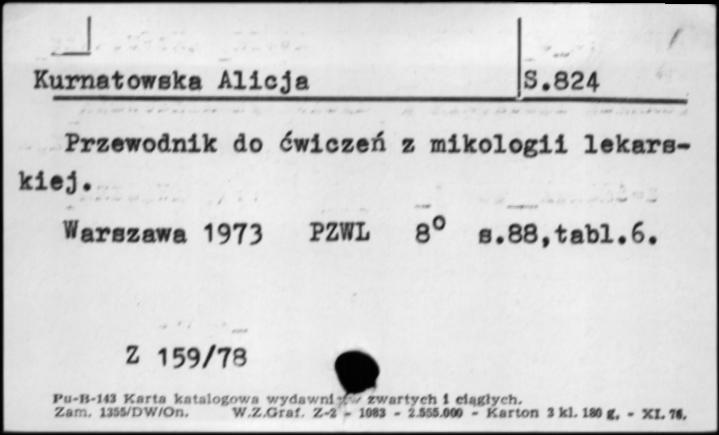 Kurnatowska Alicja S.824
Przewodnik do ćwiczeń z mikologii lekars-
kiej.
Warszawa 1973 PZWL 8° s.88,tabl.6.
Z 159/78
Pu-B-143 Karta katalogowa wydawni zwartych i ciągłych.
Zam. 1355/DW/On. W.Z.Graf. Z-2 - 1083 - 2.555.000 - Karton 3 kl. 180 g. - XI. 76.